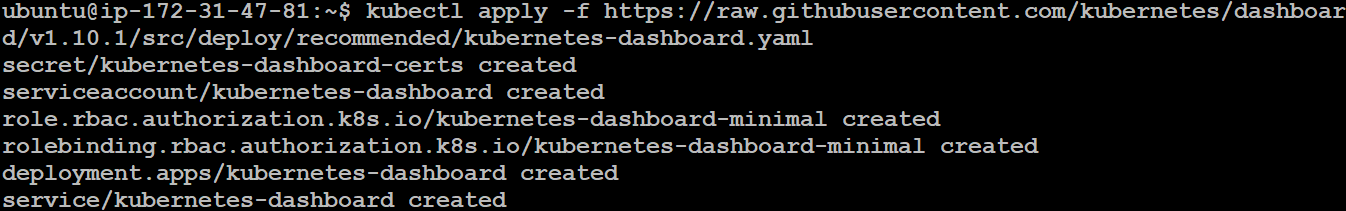 ubuntu@ip-172-31-47-81:~$ kubectl apply -f https://raw.githubusercontent.com/kubernetes/dashboar
d/v1.10.1/src/deploy/recommended/kubernetes-dashboard.yaml
secret/kubernetes-dashboard-certs created
serviceaccount/kubernetes-dashboard created
role.rbac.authorization.k8s.io/kubernetes-dashboard-minimal created
rolebinding.rbac.authorization.k8s.io/kubernetes-dashboard-minimal created
deployment.apps/kubernetes-dashboard created
service/kubernetes-dashboard created